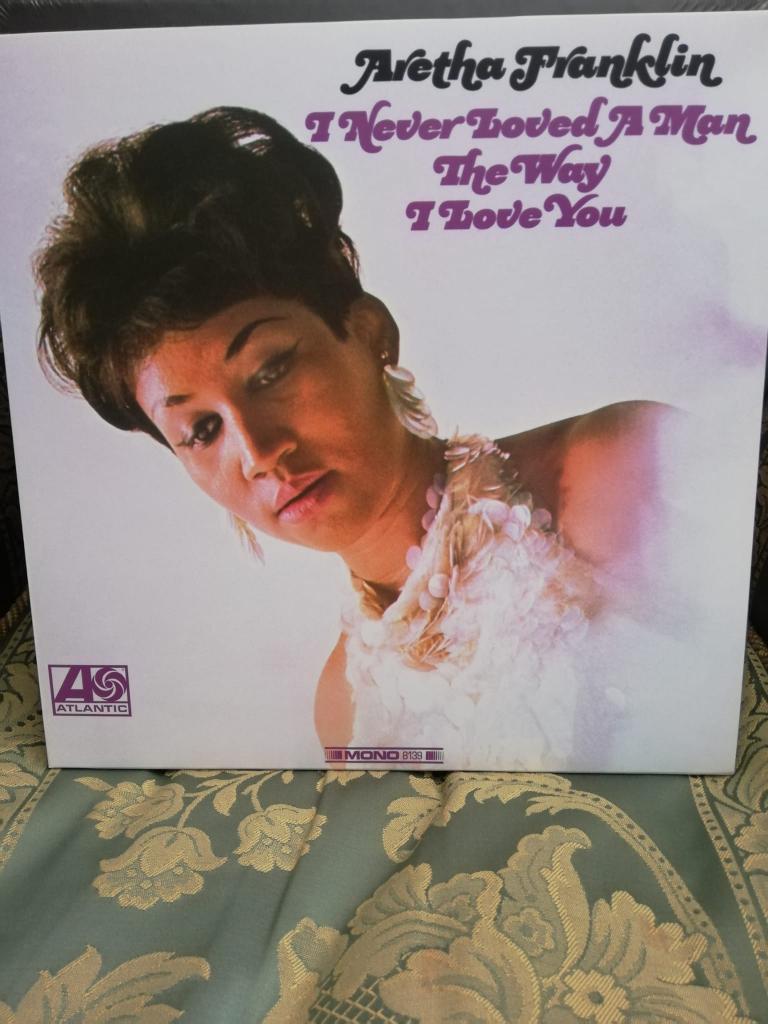 Aretha Franklin
I Never Loved A Man
The Way
I Love You
ATLANTIC
MONO 8139